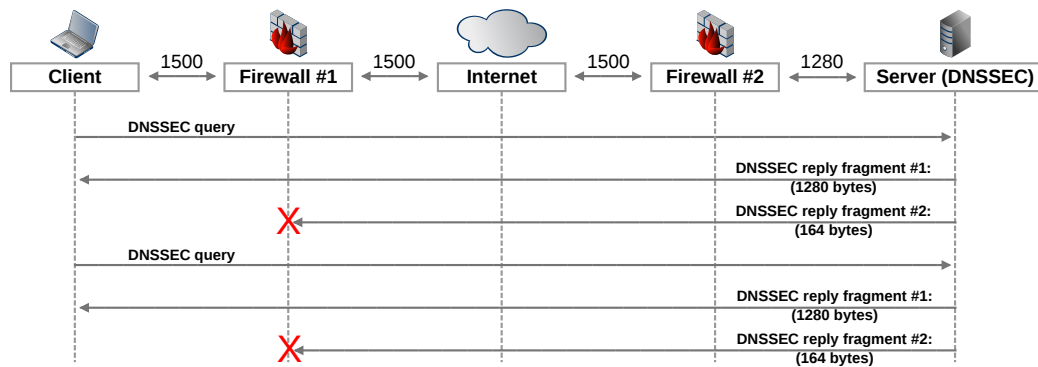 1500
1500
1500
1280
Client
Firewall #1
Internet
Firewall #2
Server (DNSSEC)
DNSSEC query
DNSSEC reply fragment #1:
(1280 bytes)
X
DNSSEC reply fragment #2:
(164 bytes)
DNSSEC query
DNSSEC reply fragment #1:
(1280 bytes)
X
DNSSEC reply fragment #2:
(164 bytes)